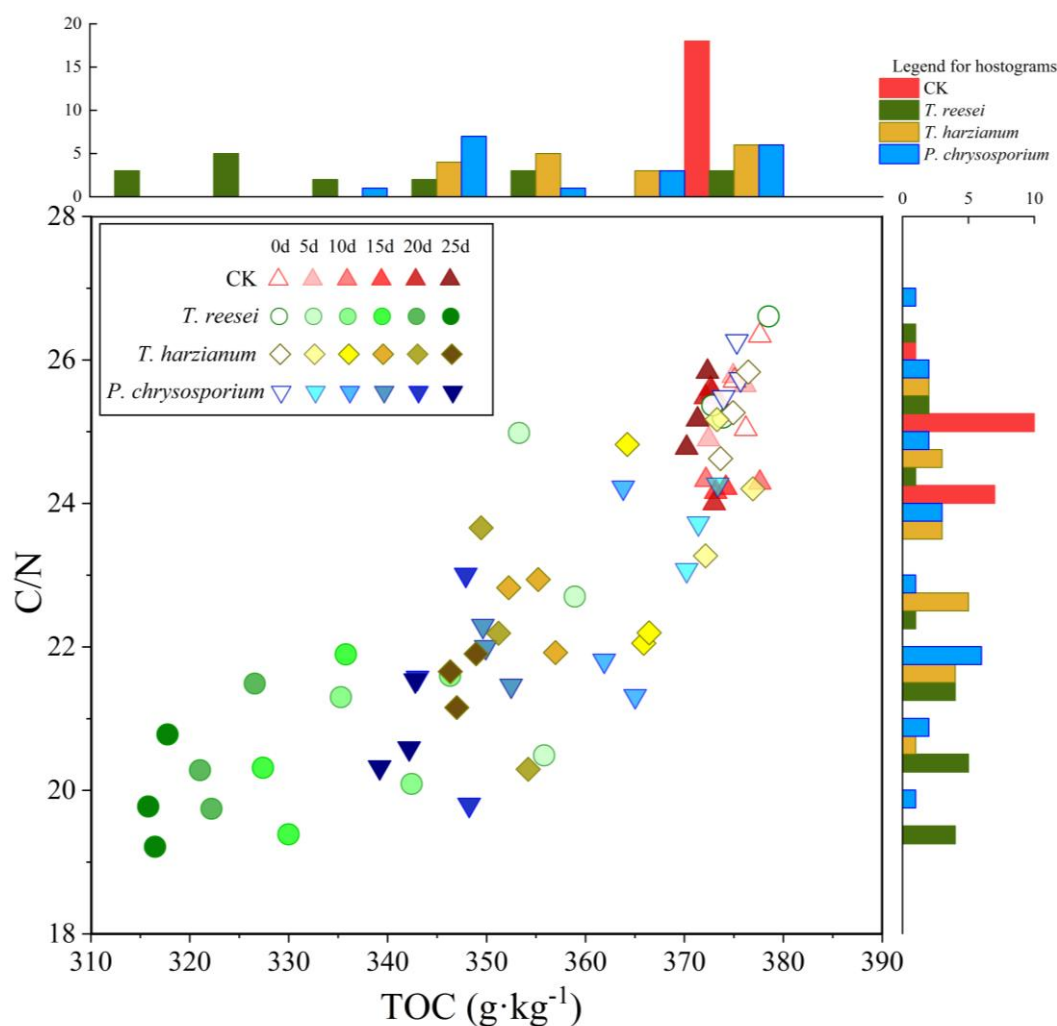 20
15
10
5
0
Legend for hostograms
CK
T. reesei
T. harzianum
P. chrysosporium
0 5 10
28
26
24
22
20
18
C/N
0d 5d 10d 15d 20d 25d
CK
T. reesei
T. harzianum
P. chrysosporium
310 320 330 340 350 360 370 380 390
TOC (g·kg⁻¹)